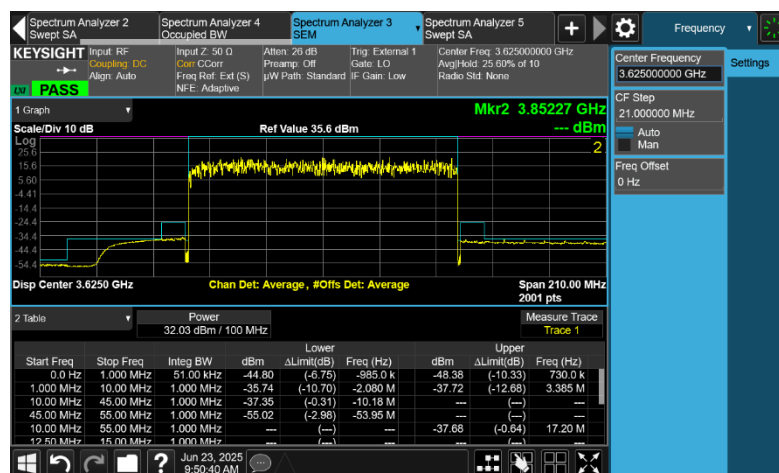 Spectrum Analyzer 2
Swept SA
Spectrum Analyzer 4
Occupied BW
Spectrum Analyzer 3
SEM
Spectrum Analyzer 5
Swept SA
+
Frequency
KEYSIGHT
LXI PASS
Input: RF
Coupling: DC
Align: Auto
Input Z: 50 Ω
Corr CCorr
Freq Ref: Ext (S)
NFE: Adaptive
Atten: 26 dB
Preamp: Off
µW Path: Standard
Trig: External 1
Gate: LO
IF Gain: Low
Center Freq: 3.625000000 GHz
Avg|Hold: 25.60% of 10
Radio Std: None
Center Frequency
3.625000000 GHz
Settings
CF Step
21.000000 MHz
Auto
Man
Freq Offset
0 Hz
1 Graph
Scale/Div 10 dB
Ref Value 35.6 dBm
Mkr2 3.85227 GHz
--- dBm
Log
25.6
15.6
5.60
-4.41
-14.4
-24.4
-34.4
-44.4
-54.4
2
Disp Center 3.6250 GHz
Chan Det: Average, #Offs Det: Average
Span 210.00 MHz
2001 pts
2 Table
Power
32.03 dBm / 100 MHz
Measure Trace
Trace 1
Lower Upper
Start Freq Stop Freq Integ BW dBm ΔLimit(dB) Freq (Hz) dBm ΔLimit(dB) Freq (Hz)
0.0 Hz 1.000 MHz 51.00 kHz -44.80 (-6.75) -985.0 k -48.38 (-10.33) 730.0 k
1.000 MHz 10.00 MHz 1.000 MHz -35.74 (-10.70) -2.080 M -37.72 (-12.68) 3.385 M
10.00 MHz 45.00 MHz 1.000 MHz -37.35 (-0.31) -10.18 M --- (---) ---
45.00 MHz 55.00 MHz 1.000 MHz -55.02 (-2.98) -53.95 M --- (---) ---
10.00 MHz 55.00 MHz 1.000 MHz --- (---) --- -37.68 (-0.64) 17.20 M
12.50 MHz 15.00 MHz 1.000 MHz --- (---) --- --- (---) ---
?
Jun 23, 2025
9:50:40 AM